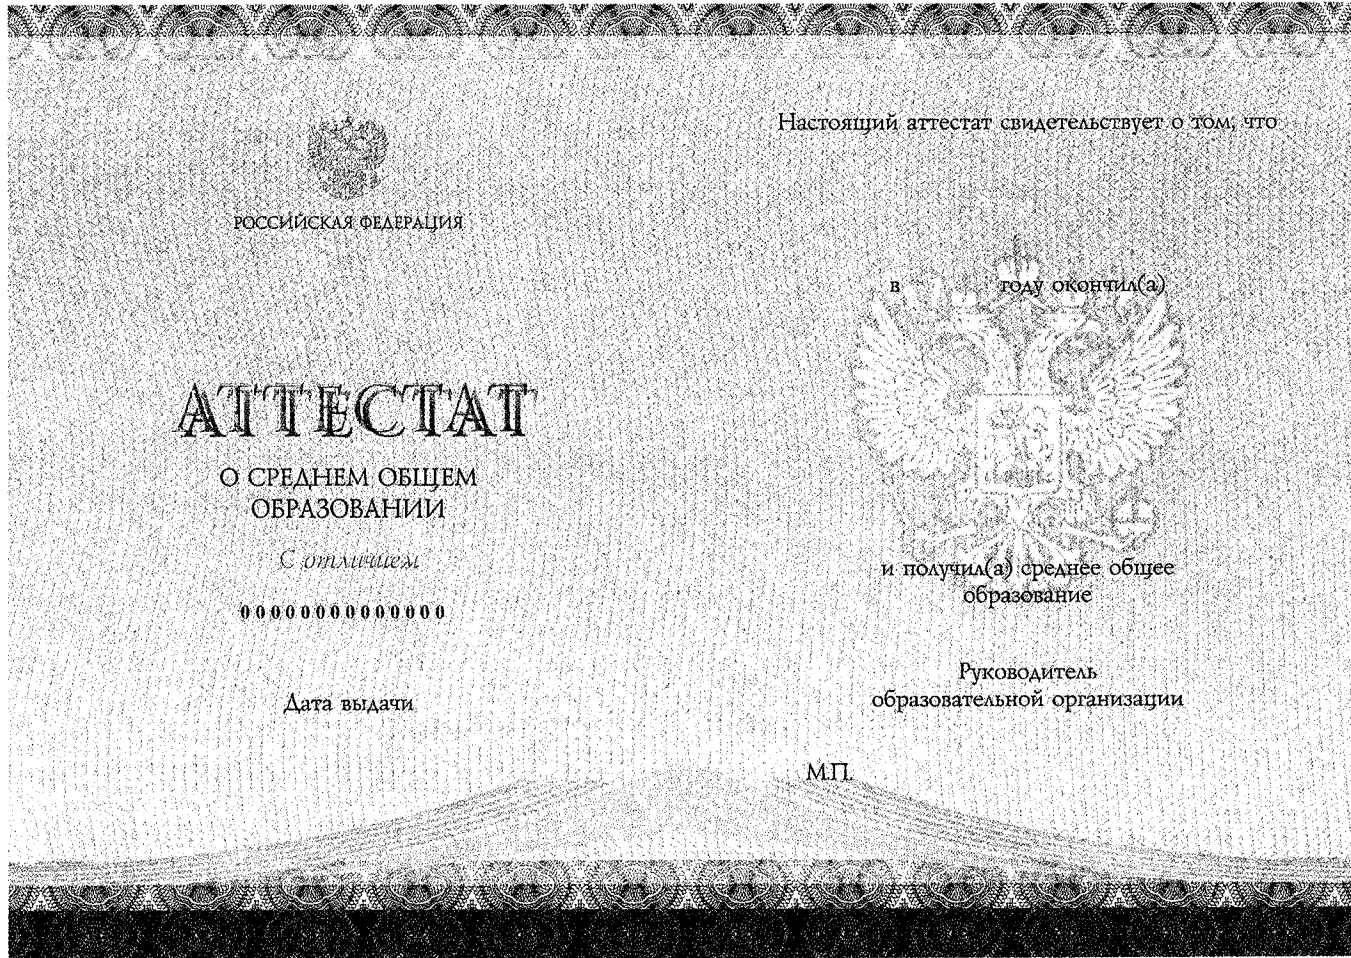 РОССИЙСКАЯ ФЕДЕРАЦИЯ
АТТЕСТАТ
О СРЕДНЕМ ОБЩЕМ
ОБРАЗОВАНИИ
С отличием
00000000000000
Дата выдачи
Настоящий аттестат свидетельствует о том, что
в году окончил(а)
и получил(а) среднее общее
образование
Руководитель
образовательной организации
М.П.